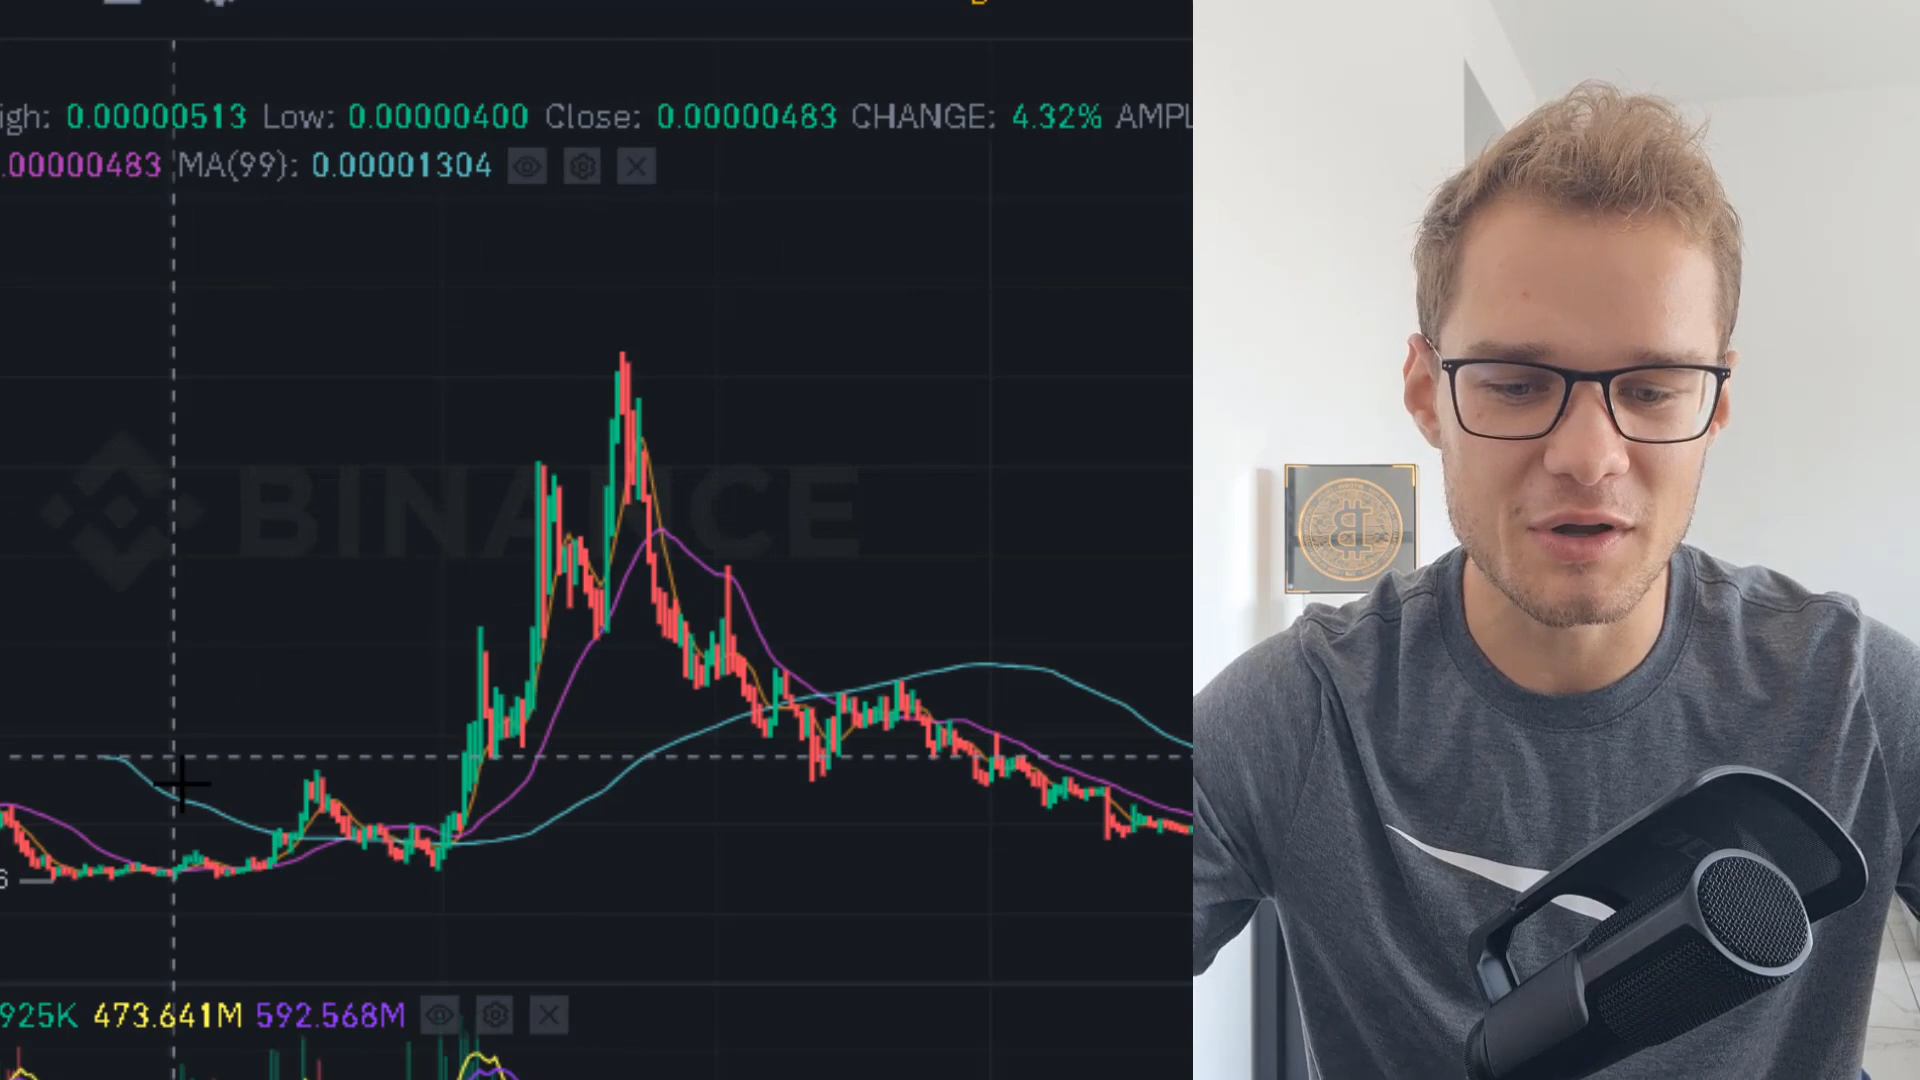 igh: 0.00000513 Low: 0.00000400 Close: 0.00000483 CHANGE: 4.32% AMPL
.00000483 MA(99): 0.00001304
BINANCE
6
925K 473.641M 592.568M